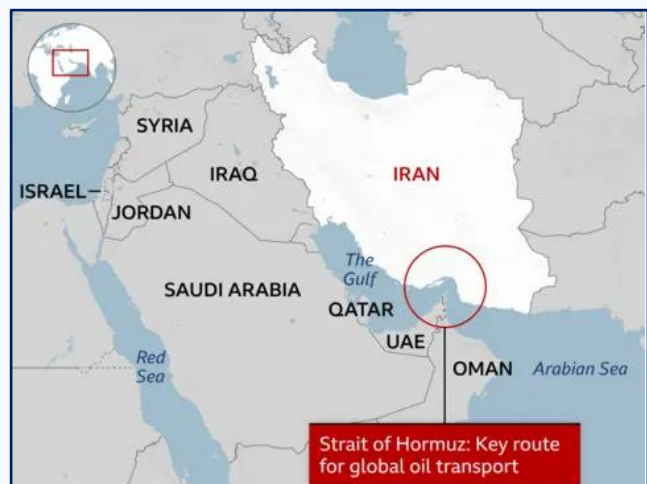 SYRIA
ISRAEL
IRAQ
JORDAN
IRAN
SAUDI ARABIA
The
Gulf
QATAR
UAE
OMAN
Arabian Sea
Red
Sea
Strait of Hormuz: Key route
for global oil transport